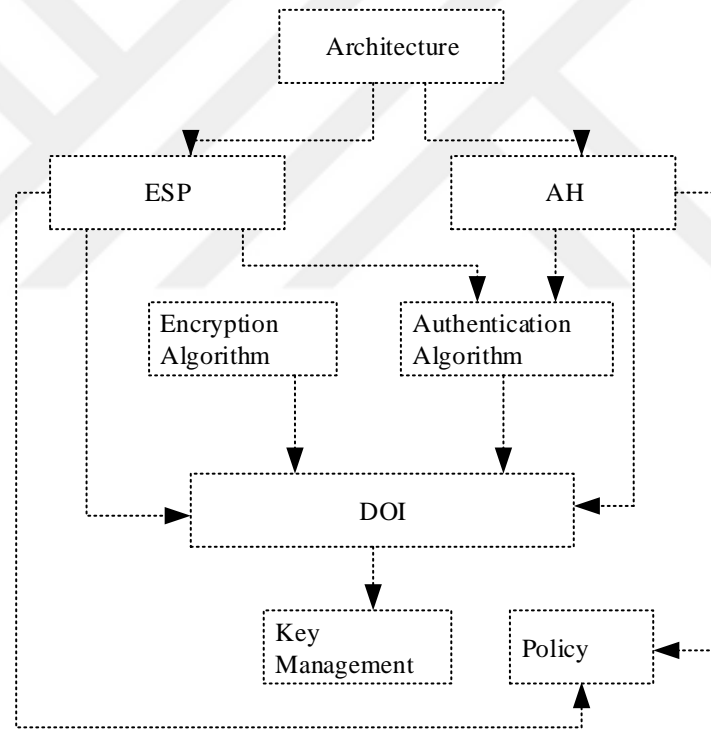 Architecture
ESP
AH
Encryption
Algorithm
Authentication
Algorithm
DOI
Key
Management
Policy